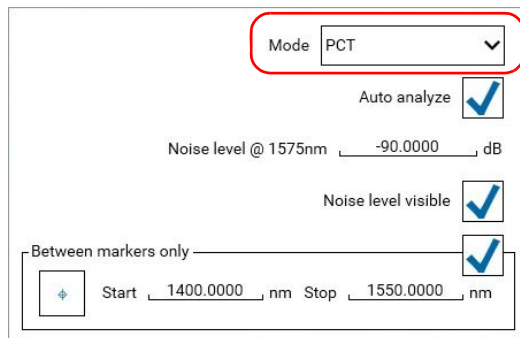 Mode PCT
Auto analyze
Noise level @ 1575nm -90.0000 dB
Noise level visible
Between markers only
Start 1400.0000 nm Stop 1550.0000 nm